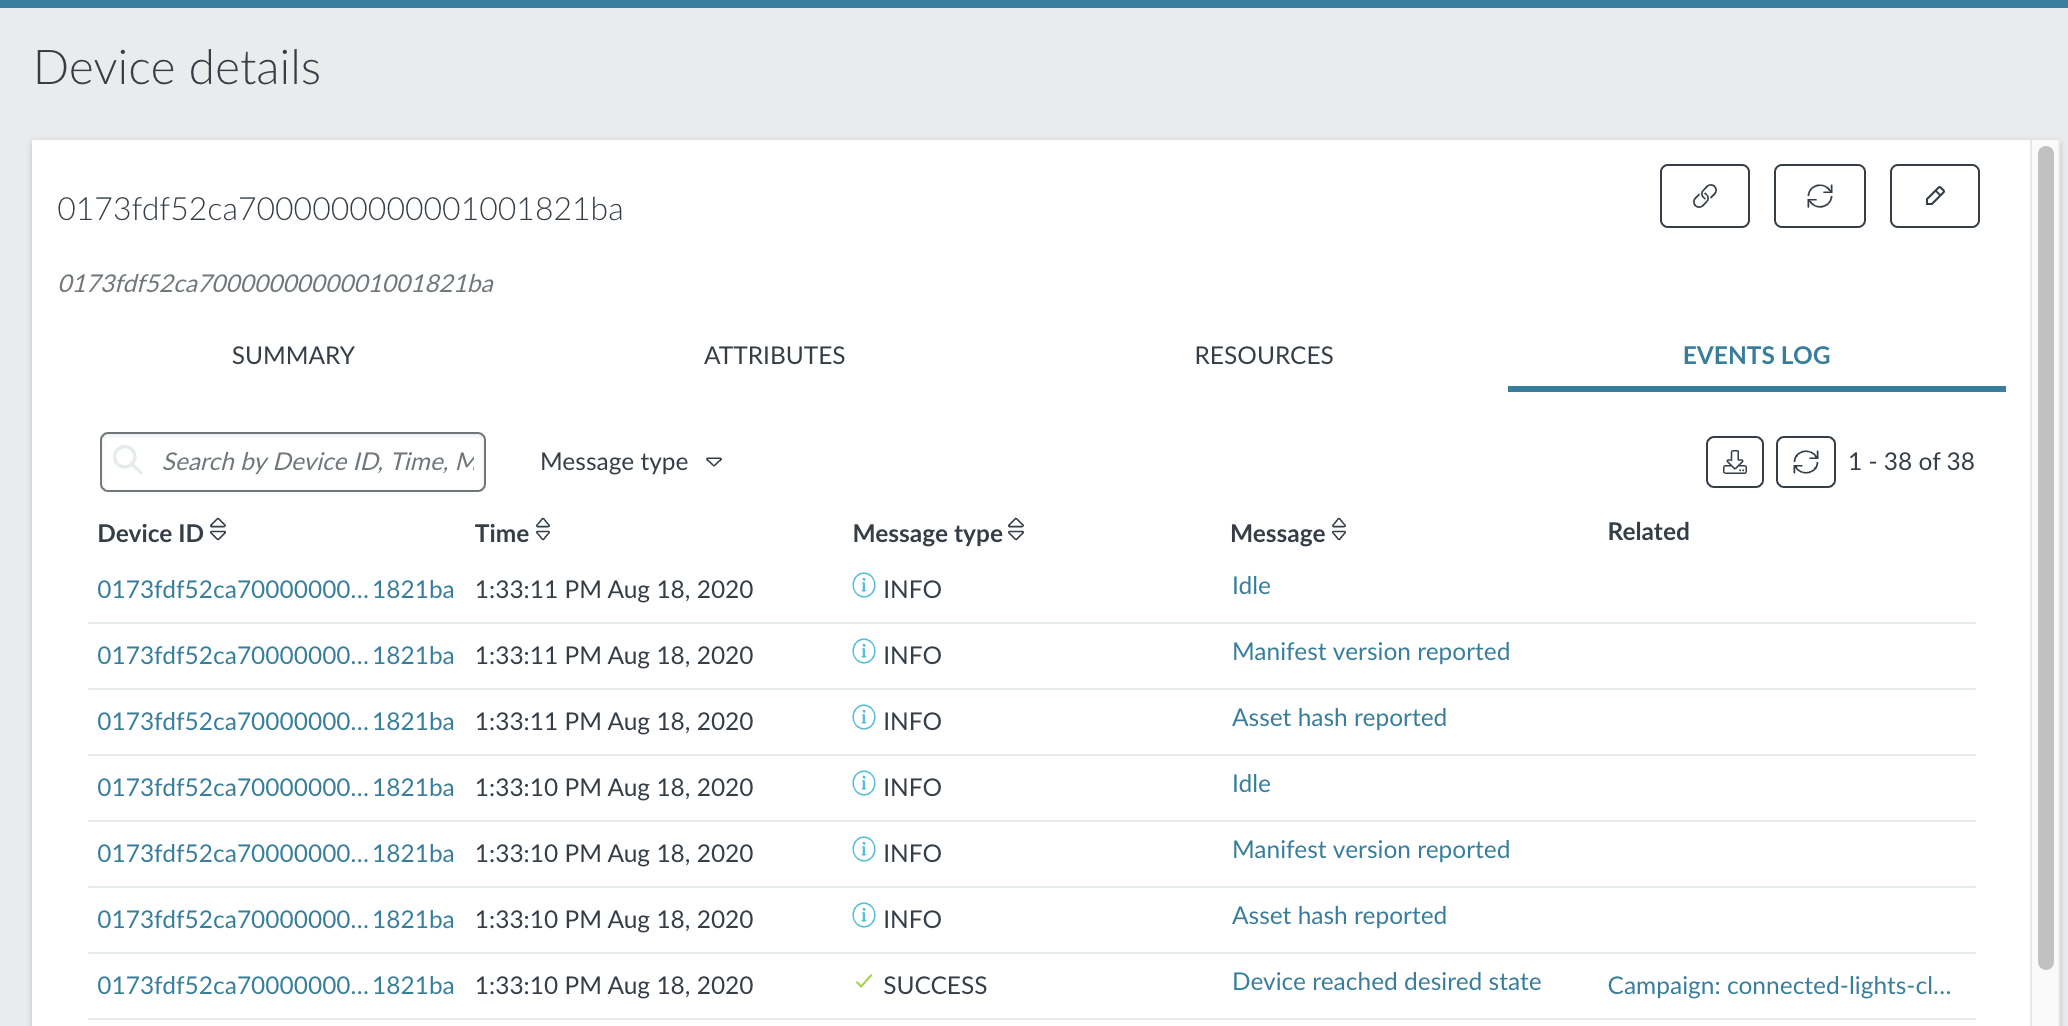 Device details
0173fdf52ca7000000000001001821ba
0173fdf52ca7000000000001001821ba
SUMMARY ATTRIBUTES RESOURCES EVENTS LOG
Search by Device ID, Time, M Message type 1 - 38 of 38
Device ID Time Message type Message Related
0173fdf52ca70000000... 1821ba 1:33:11 PM Aug 18, 2020 INFO Idle
0173fdf52ca70000000... 1821ba 1:33:11 PM Aug 18, 2020 INFO Manifest version reported
0173fdf52ca70000000... 1821ba 1:33:11 PM Aug 18, 2020 INFO Asset hash reported
0173fdf52ca70000000... 1821ba 1:33:10 PM Aug 18, 2020 INFO Idle
0173fdf52ca70000000... 1821ba 1:33:10 PM Aug 18, 2020 INFO Manifest version reported
0173fdf52ca70000000... 1821ba 1:33:10 PM Aug 18, 2020 INFO Asset hash reported
0173fdf52ca70000000... 1821ba 1:33:10 PM Aug 18, 2020 SUCCESS Device reached desired state Campaign: connected-lights-cl...